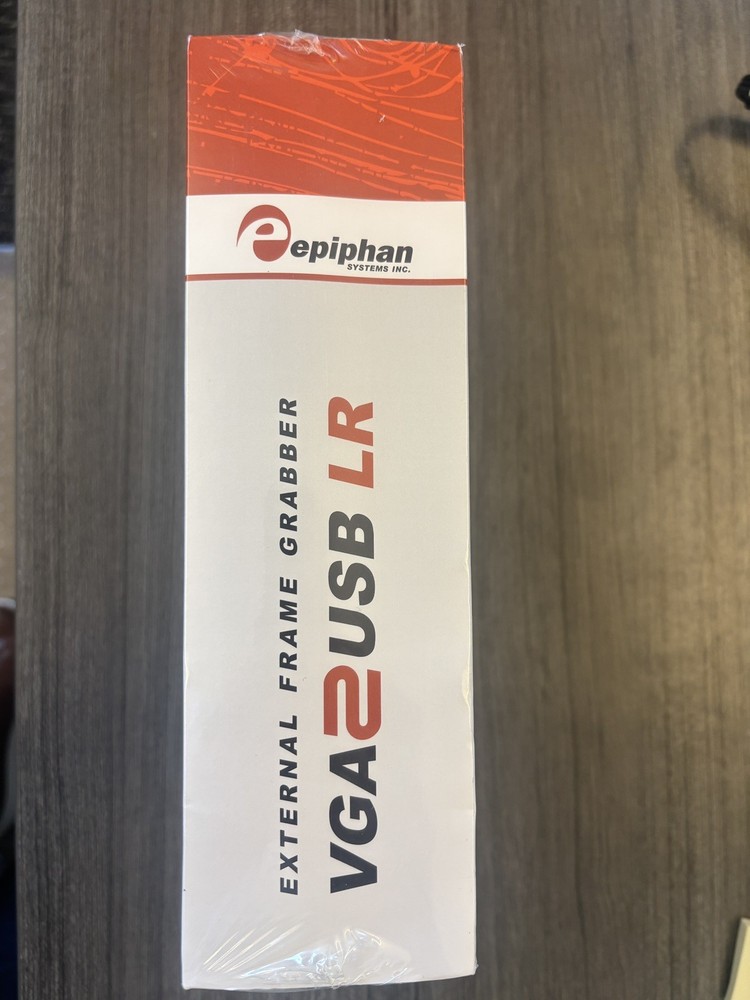 epiphan
SYSTEMS INC.
EXTERNAL FRAME GRABBER
VGA2USB LR